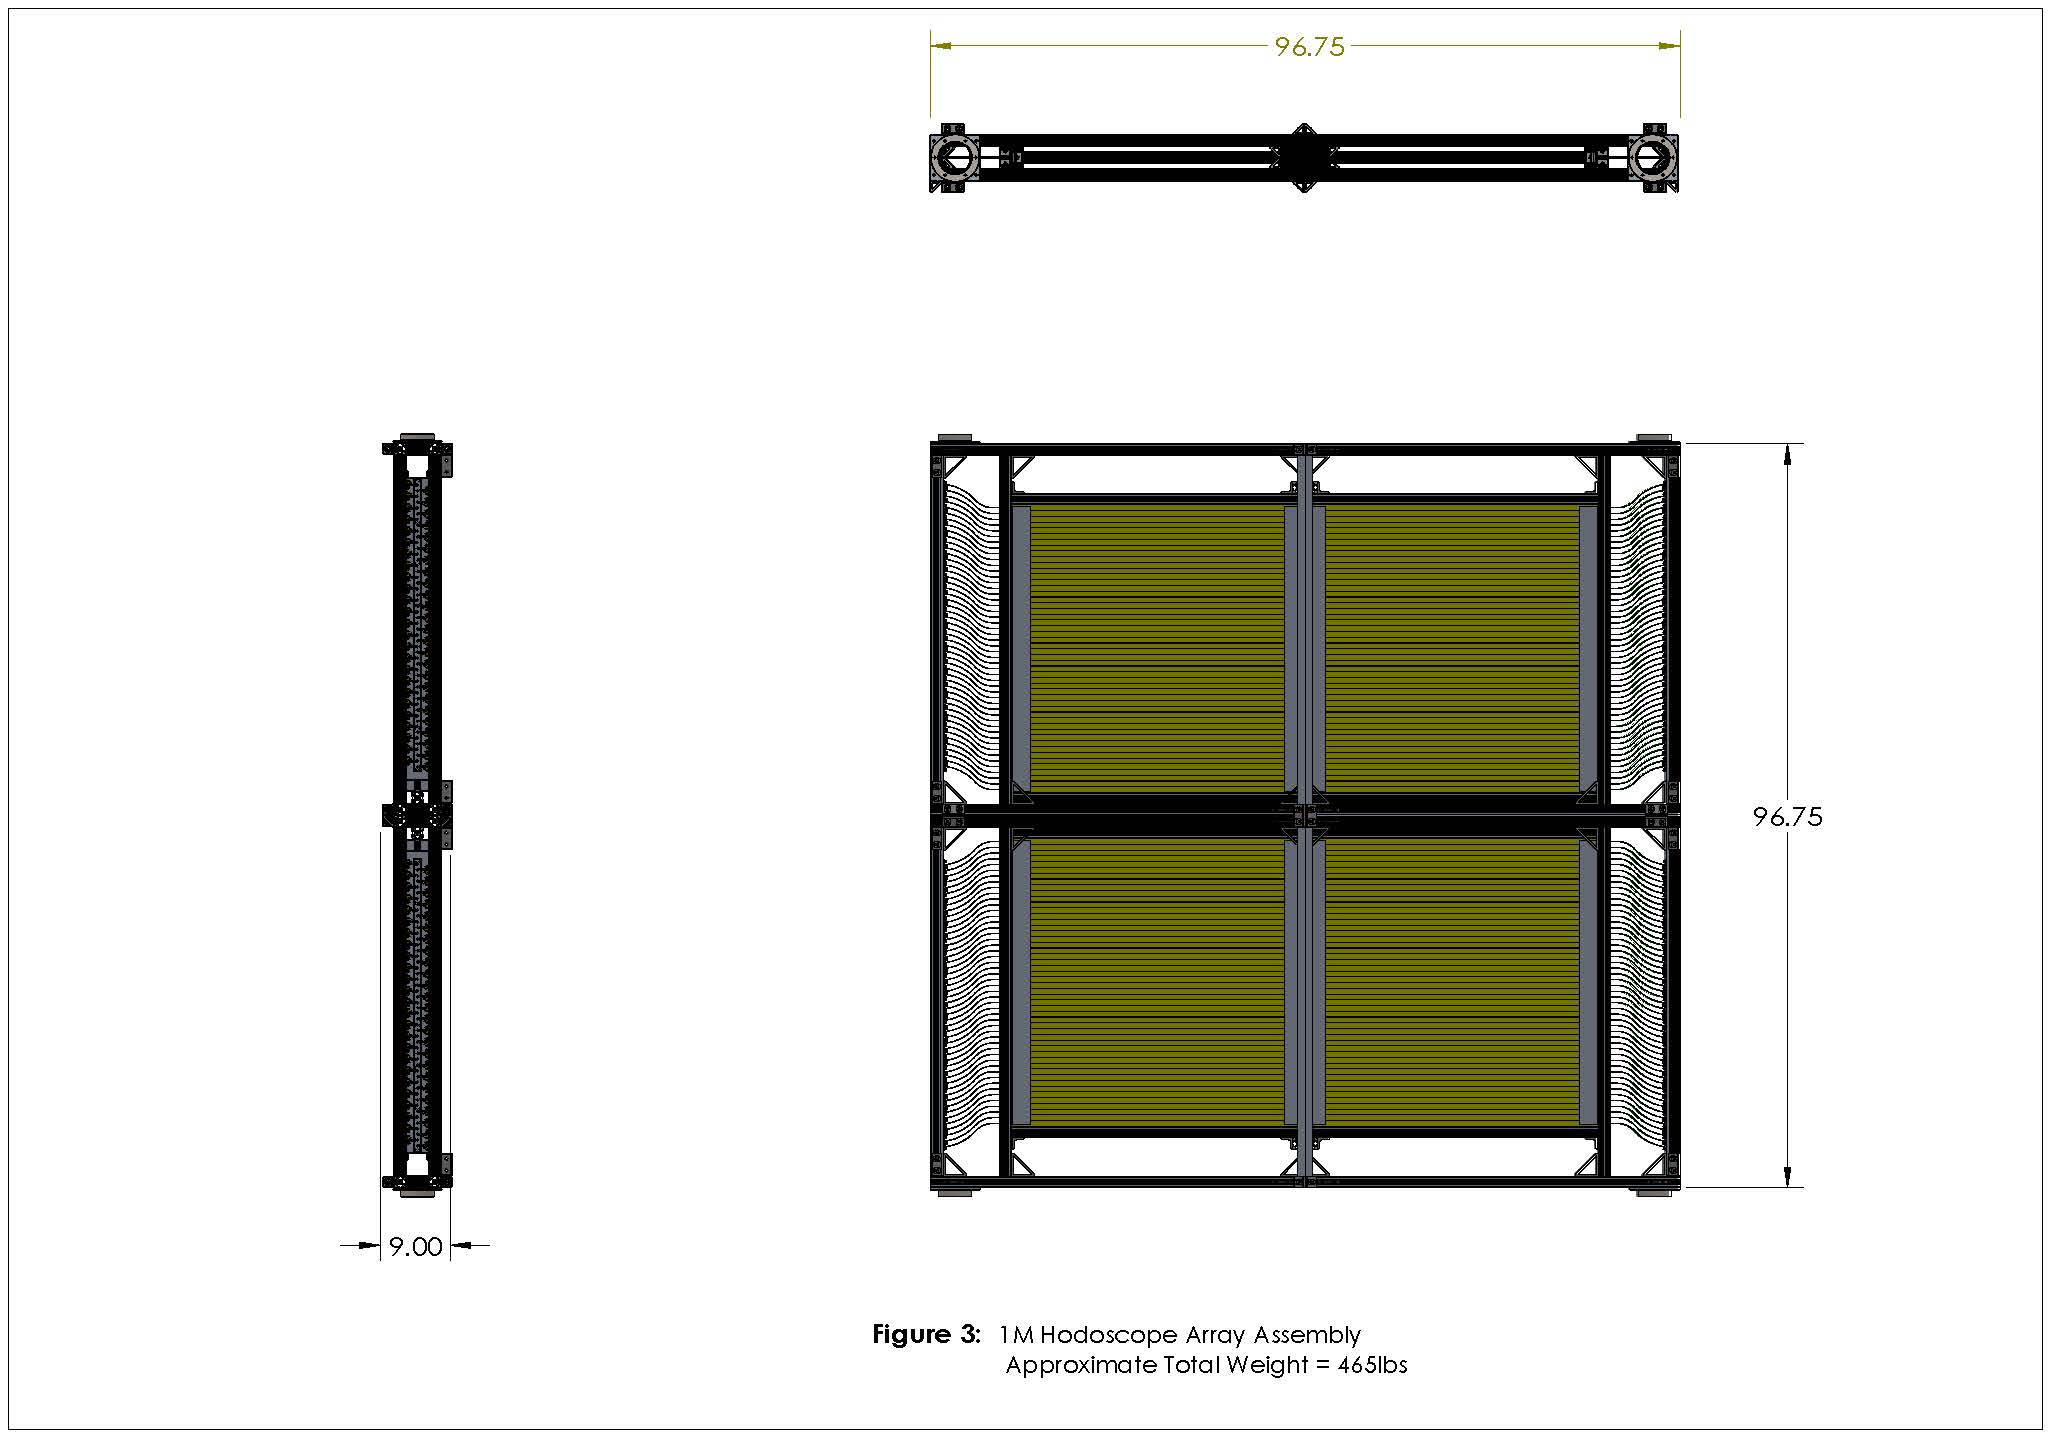 96.75
96.75
9.00
Figure 3: 1M Hodoscope Array Assembly
Approximate Total Weight = 465lbs